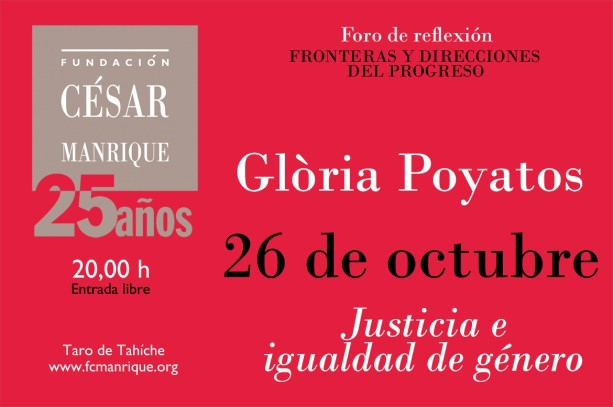 FUNDACIÓN
CÉSAR
MANRIQUE
25años
20,00 h
Entrada libre
Taro de Tahíche
www.fcmanrique.org
Foro de reflexión
FRONTERAS Y DIRECCIONES
DEL PROGRESO
Glòria Poyatos
26 de octubre
Justicia e
igualdad de género